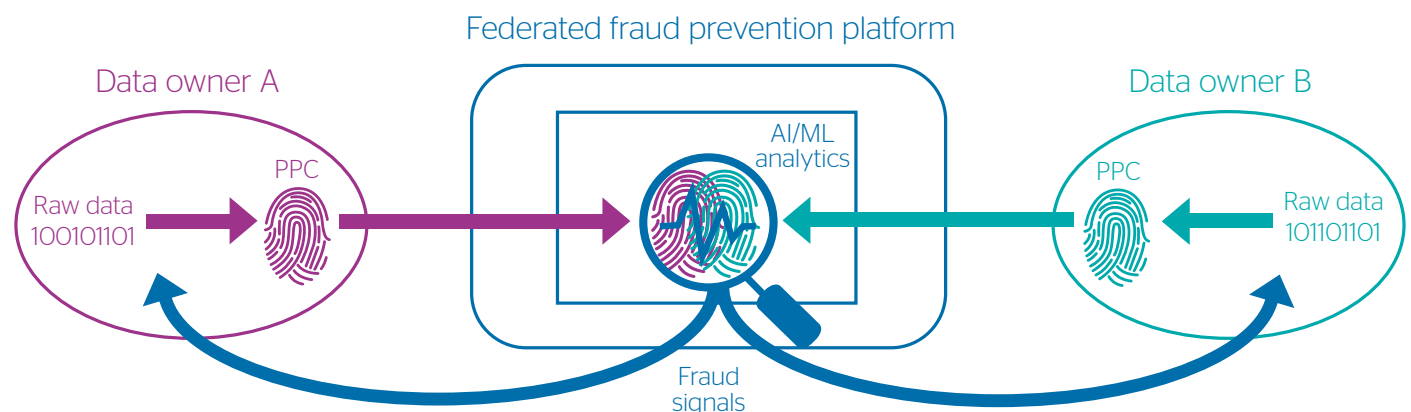 Federated fraud prevention platform
Data owner A
Data owner B
PPC
Raw data
100101101
AI/ML
analytics
PPC
Raw data
101101101
Fraud
signals